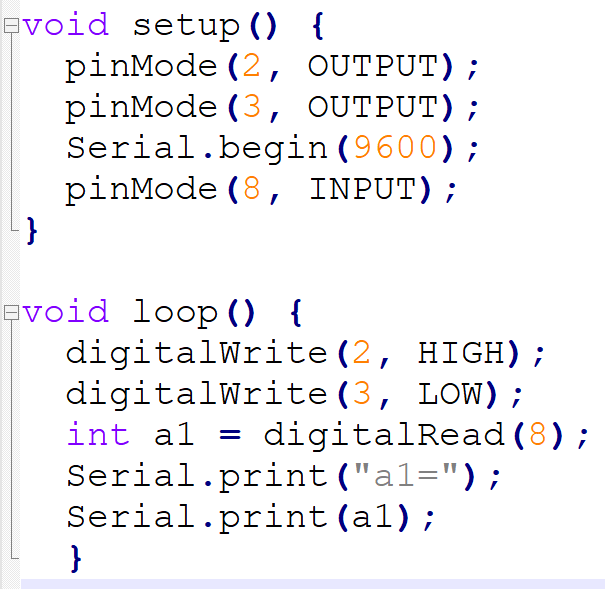 void setup() {
  pinMode(2, OUTPUT);
  pinMode(3, OUTPUT);
  Serial.begin(9600);
  pinMode(8, INPUT);
}

void loop() {
  digitalWrite(2, HIGH);
  digitalWrite(3, LOW);
  int a1 = digitalRead(8);
  Serial.print("a1=");
  Serial.print(a1);
  }